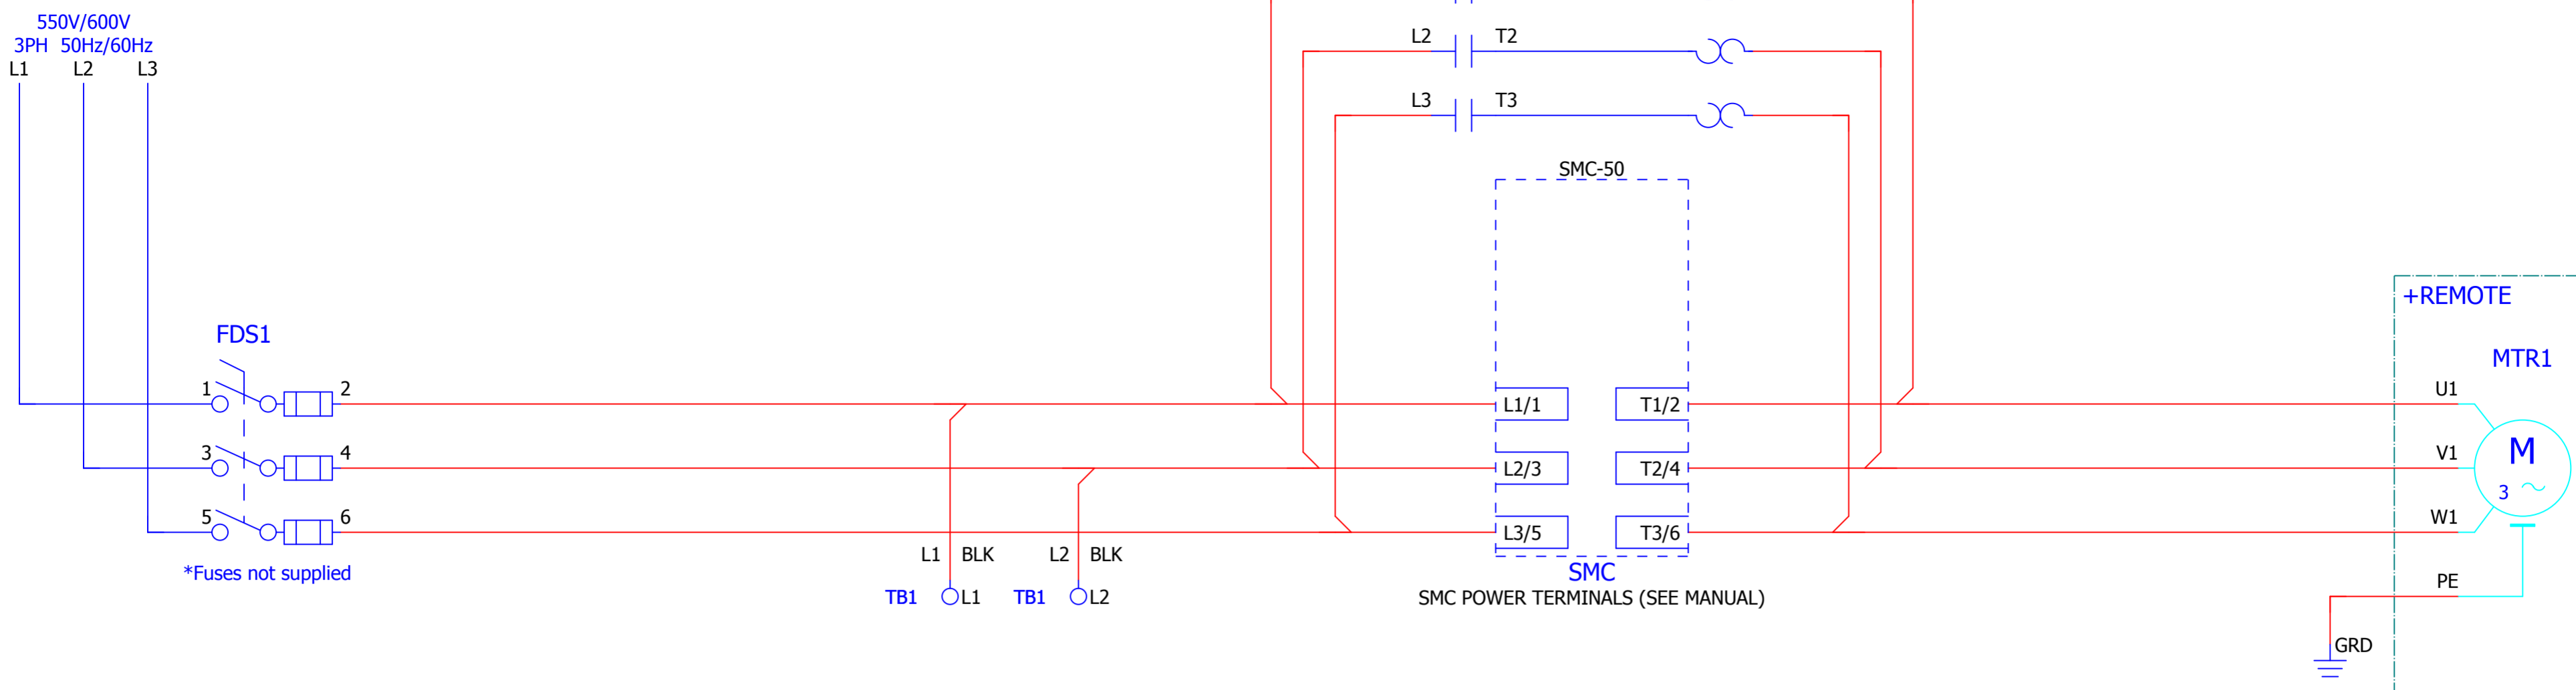 550V/600V
3PH 50Hz/60Hz
L1 L2 L3
L2 T2
L3 T3
SMC-50
FDS1
1 2
3 4
5 6
*Fuses not supplied
L1 BLK
L2 BLK
TB1 L1
TB1 L2
L1/1 T1/2
L2/3 T2/4
L3/5 T3/6
SMC
SMC POWER TERMINALS (SEE MANUAL)
+REMOTE
MTR1
U1
V1
W1
M
3 ~
PE
GRD